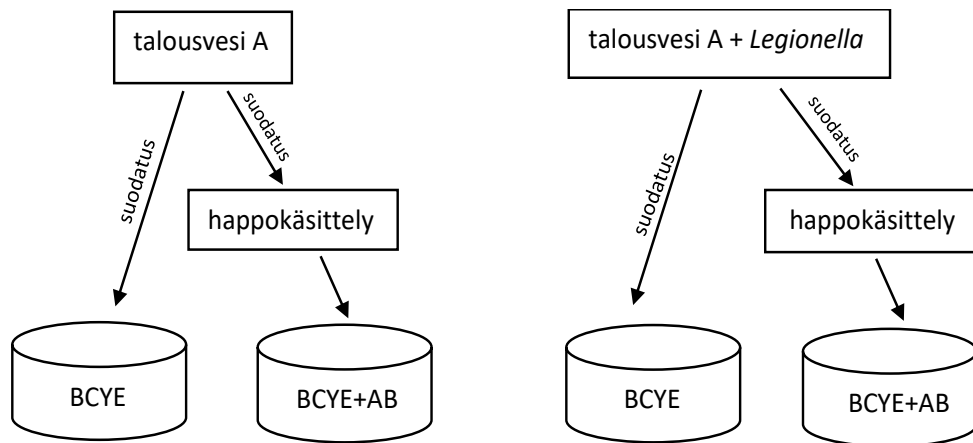 talousvesi A
suodatus
suodatus
happokäsittely
BCYE
BCYE+AB
talousvesi A + Legionella
suodatus
suodatus
happokäsittely
BCYE
BCYE+AB